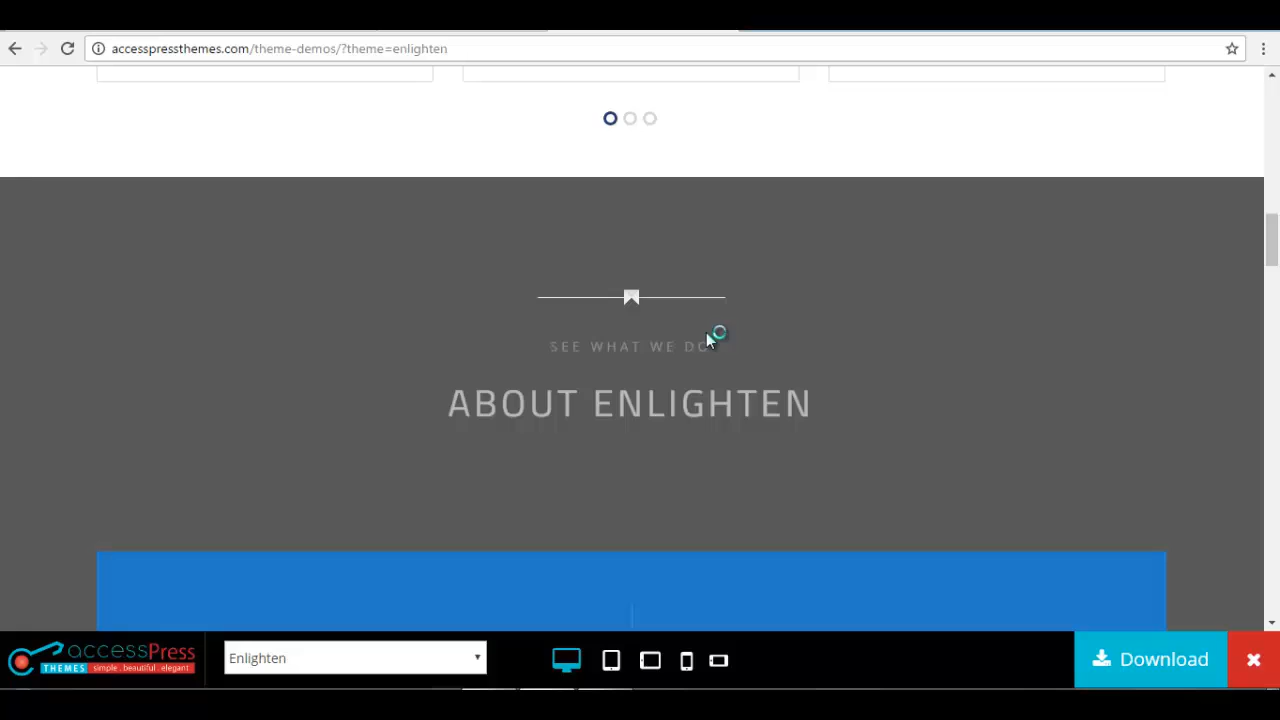 accesspressthemes.com/theme-demos/?theme=enlighten
SEE WHAT WE DO
ABOUT ENLIGHTEN
accessPress
THEMES simple . beautiful . elegant
Enlighten
Download